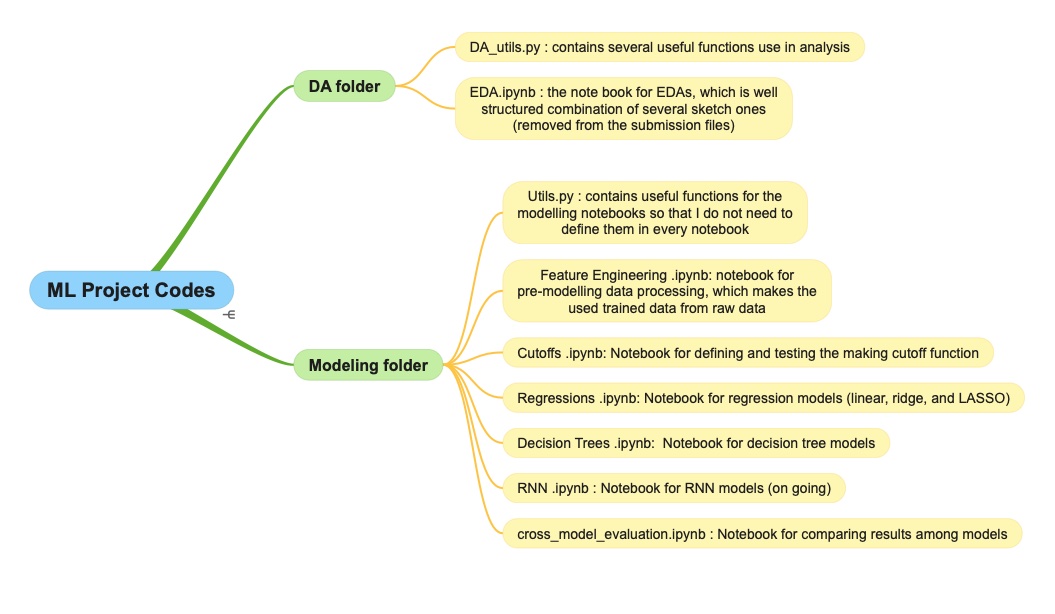 DA_utils.py : contains several useful functions use in analysis
DA folder
EDA.ipynb : the note book for EDAs, which is well
structured combination of several sketch ones
(removed from the submission files)
ML Project Codes
Utils.py : contains useful functions for the
modelling notebooks so that I do not need to
define them in every notebook
Feature Engineering .ipynb: notebook for
pre-modelling data processing, which makes the
used trained data from raw data
Cutoffs .ipynb: Notebook for defining and testing the making cutoff function
Modeling folder
Regressions .ipynb: Notebook for regression models (linear, ridge, and LASSO)
Decision Trees .ipynb:  Notebook for decision tree models
RNN .ipynb : Notebook for RNN models (on going)
cross_model_evaluation.ipynb : Notebook for comparing results among models